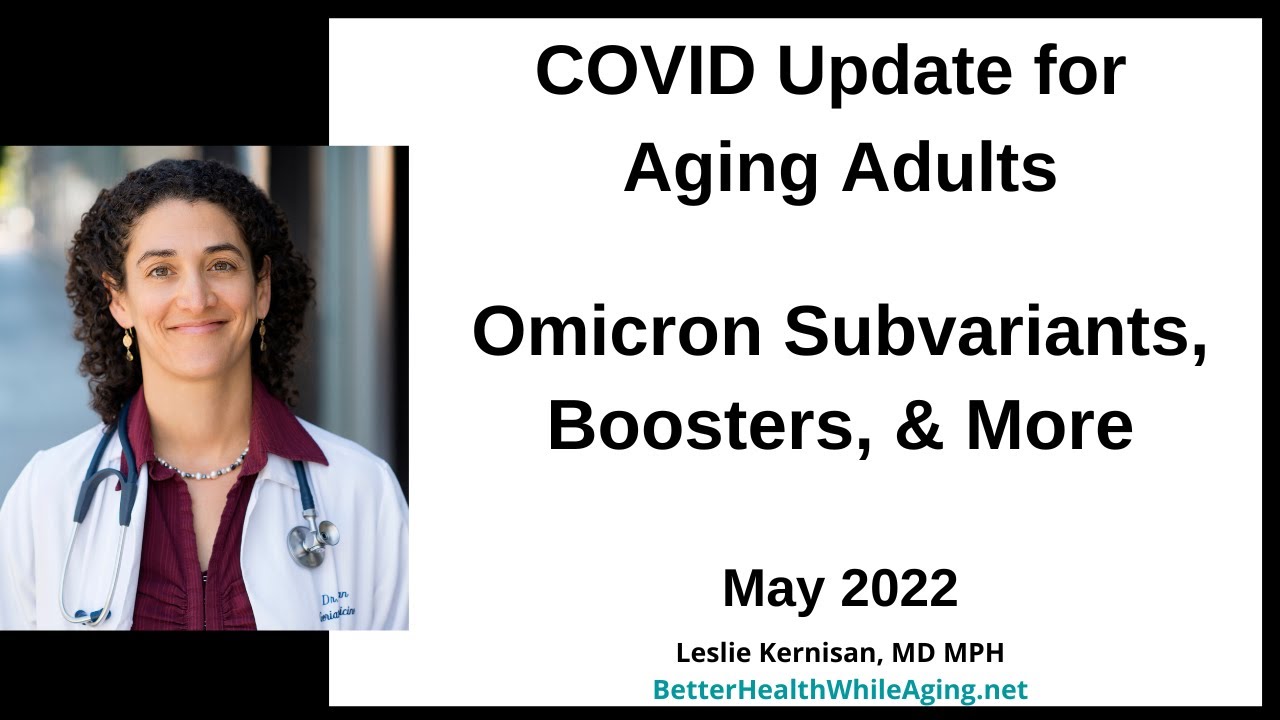 COVID Update for
Aging Adults
Omicron Subvariants,
Boosters, & More
May 2022
Leslie Kernisan, MD MPH
BetterHealthWhileAging.net